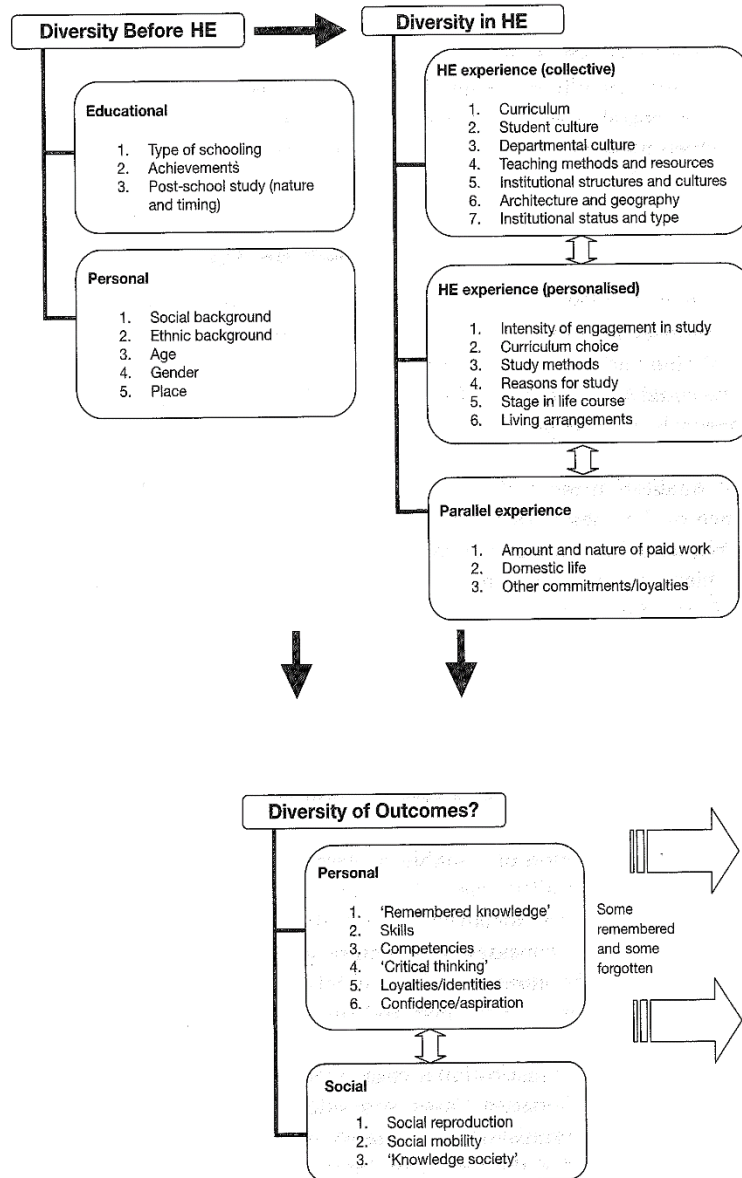 Diversity Before HE
Educational
1. Type of schooling
2. Achievements
3. Post-school study (nature
and timing)
Personal
1. Social background
2. Ethnic background
3. Age
4. Gender
5. Place
Diversity in HE
HE experience (collective)
1. Curriculum
2. Student culture
3. Departmental culture
4. Teaching methods and resources
5. Institutional structures and cultures
6. Architecture and geography
7. Institutional status and type
HE experience (personalised)
1. Intensity of engagement in study
2. Curriculum choice
3. Study methods
4. Reasons for study
5. Stage in life course
6. Living arrangements
Parallel experience
1. Amount and nature of paid work
2. Domestic life
3. Other commitments/loyalties
Diversity of Outcomes?
Personal
1. ‘Remembered knowledge’
2. Skills
3. Competencies
4. ‘Critical thinking’
5. Loyalties/identities
6. Confidence/aspiration
Some
remembered
and some
forgotten
Social
1. Social reproduction
2. Social mobility
3. ‘Knowledge society’